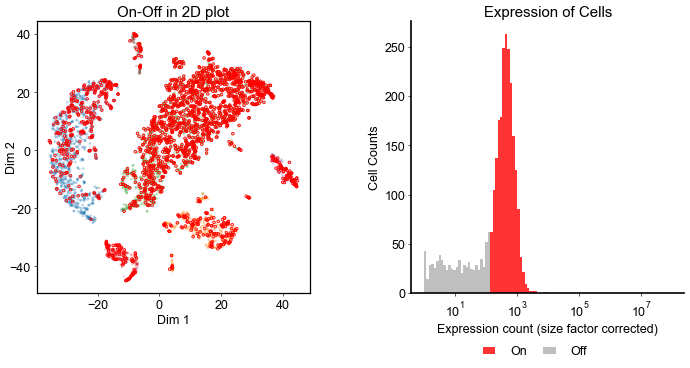 On-Off in 2D plot
40
20
0
−20
−40
Dim 2
−20
0
20
40
Dim 1
Expression of Cells
250
200
150
100
50
0
Cell Counts
10^1
10^3
10^5
10^7
Expression count (size factor corrected)
On
Off